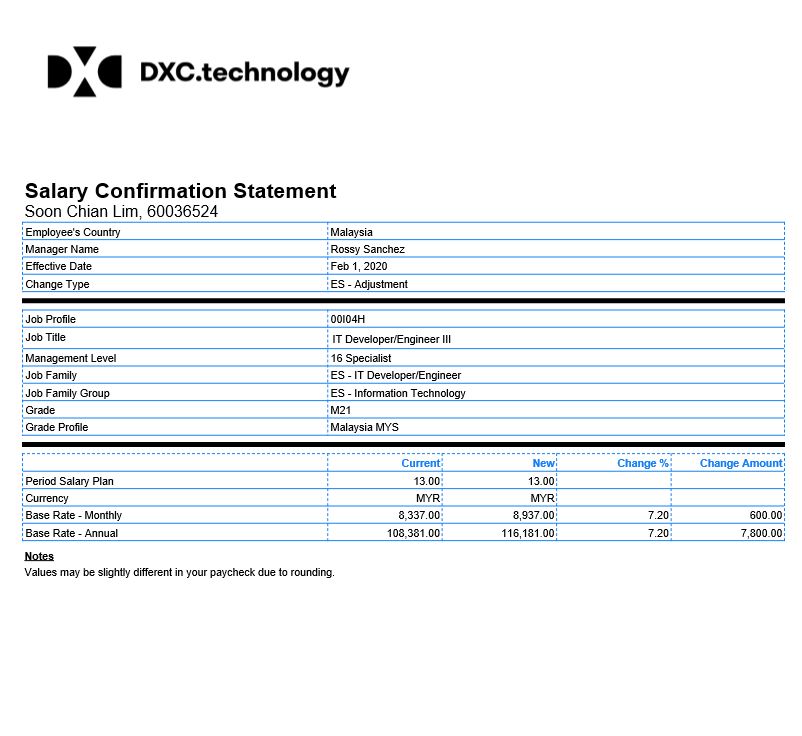 DXC.technology
Salary Confirmation Statement
Soon Chian Lim, 60036524
Employee's Country Malaysia
Manager Name Rossy Sanchez
Effective Date Feb 1, 2020
Change Type ES - Adjustment
Job Profile 00I04H
Job Title IT Developer/Engineer III
Management Level 16 Specialist
Job Family ES - IT Developer/Engineer
Job Family Group ES - Information Technology
Grade M21
Grade Profile Malaysia MYS
Current New Change % Change Amount
Period Salary Plan 13.00 13.00
Currency MYR MYR
Base Rate - Monthly 8,337.00 8,937.00 7.20 600.00
Base Rate - Annual 108,381.00 116,181.00 7.20 7,800.00
Notes
Values may be slightly different in your paycheck due to rounding.